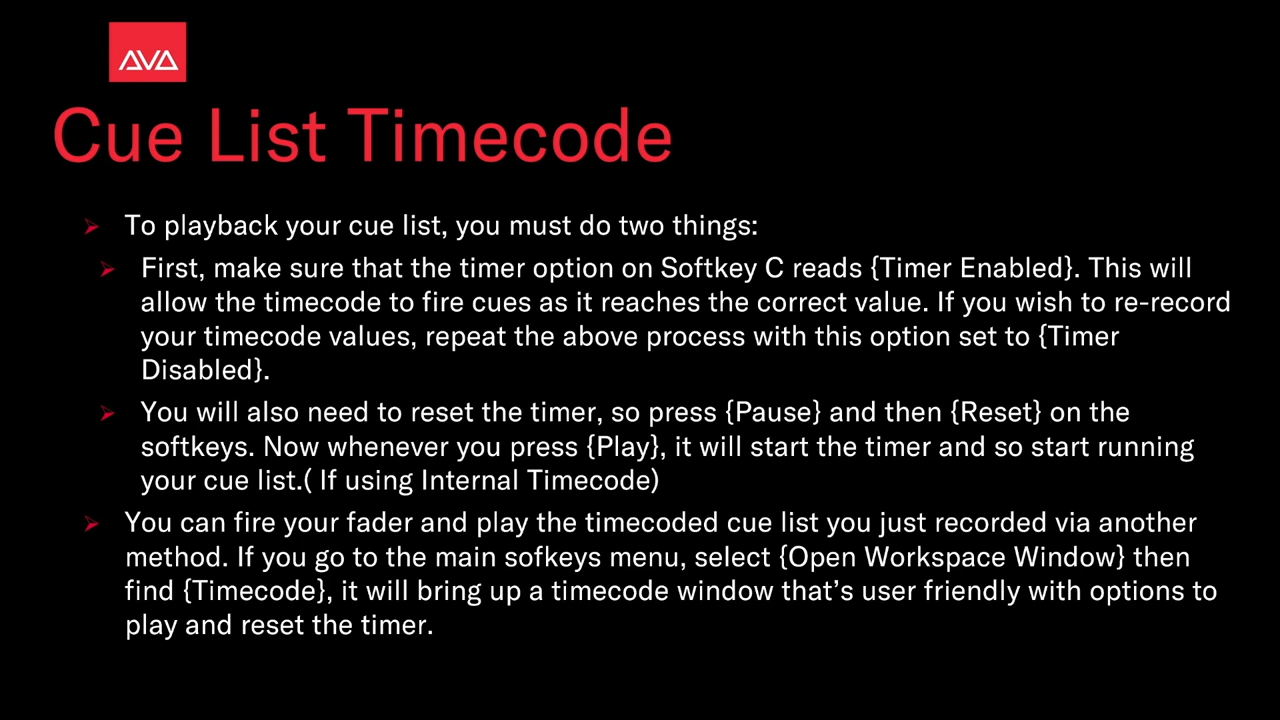 AVA
Cue List Timecode
To playback your cue list, you must do two things:
First, make sure that the timer option on Softkey C reads {Timer Enabled}. This will
allow the timecode to fire cues as it reaches the correct value. If you wish to re-record
your timecode values, repeat the above process with this option set to {Timer
Disabled}.
You will also need to reset the timer, so press {Pause} and then {Reset} on the
softkeys. Now whenever you press {Play}, it will start the timer and so start running
your cue list.( If using Internal Timecode)
You can fire your fader and play the timecoded cue list you just recorded via another
method. If you go to the main sofkeys menu, select {Open Workspace Window} then
find {Timecode}, it will bring up a timecode window that’s user friendly with options to
play and reset the timer.